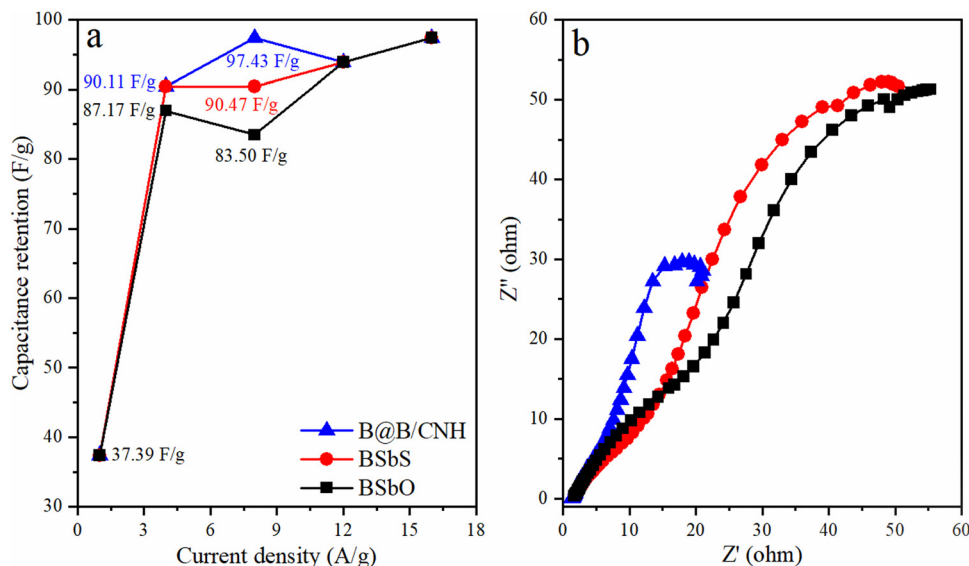 a
100
90
80
70
60
50
40
30
0
3
6
9
12
15
18
Capacitance retention (F/g)
Current density (A/g)
90.11 F/g
87.17 F/g
97.43 F/g
90.47 F/g
83.50 F/g
37.39 F/g
B@B/CNH
BSbS
BSbO
b
60
50
40
30
20
10
0
0
10
20
30
40
50
60
Z'' (ohm)
Z' (ohm)